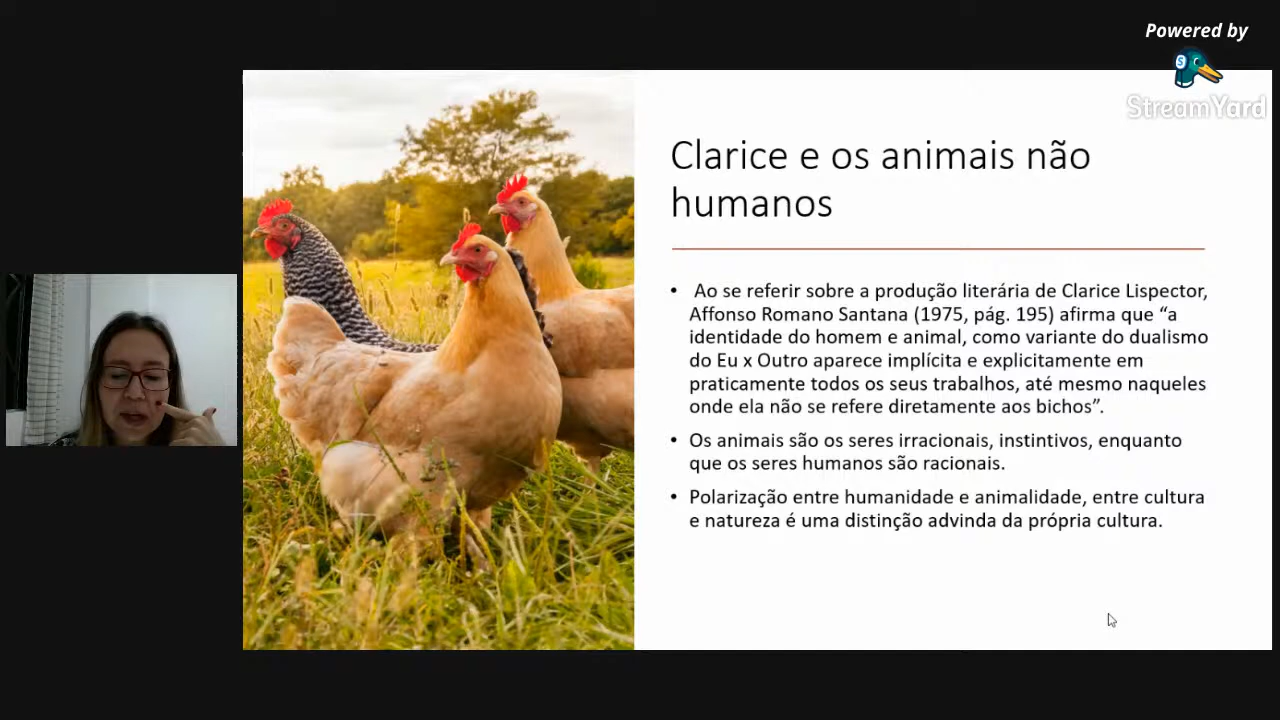 Powered by
StreamYard
Clarice e os animais não
humanos
• Ao se referir sobre a produção literária de Clarice Lispector,
Affonso Romano Santana (1975, pág. 195) afirma que “a
identidade do homem e animal, como variante do dualismo
do Eu x Outro aparece implícita e explicitamente em
praticamente todos os seus trabalhos, até mesmo naqueles
onde ela não se refere diretamente aos bichos”.
• Os animais são os seres irracionais, instintivos, enquanto
que os seres humanos são racionais.
• Polarização entre humanidade e animalidade, entre cultura
e natureza é uma distinção advinda da própria cultura.